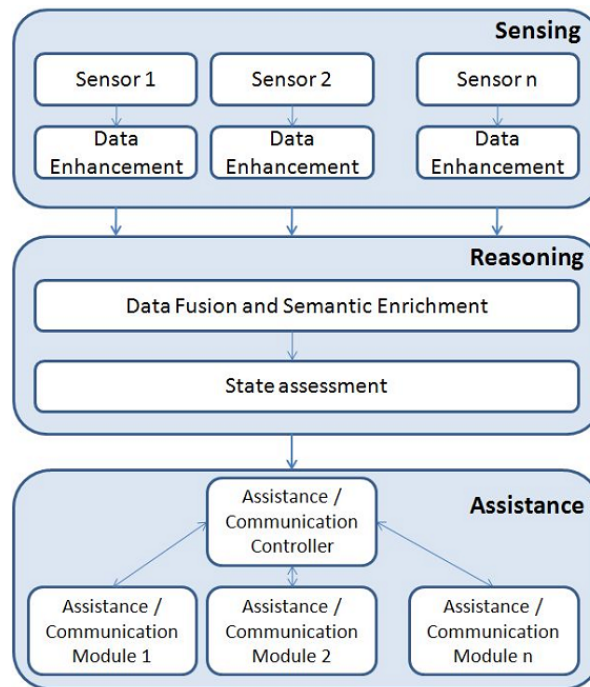 Sensing
Sensor 1
Sensor 2
Sensor n
Data
Enhancement
Data
Enhancement
Data
Enhancement
Reasoning
Data Fusion and Semantic Enrichment
State assessment
Assistance
Assistance /
Communication
Controller
Assistance /
Communication
Module 1
Assistance /
Communication
Module 2
Assistance /
Communication
Module n